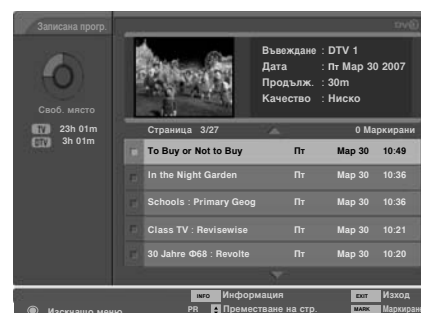 Записана прогр.
DVR
Въвеждане : DTV 1
Дата : Пт Мар 30 2007
Продълж. : 30m
Качество : Ниско
Своб. място
TV 23h 01m
DTV 3h 01m
Страница 3/27 0 Маркирани
To Buy or Not to Buy Пт Мар 30 10:49
In the Night Garden Пт Мар 30 10:36
Schools : Primary Geog Пт Мар 30 10:36
Class TV : Revisewise Пт Мар 30 10:21
30 Jahre Ф68 : Revolte Пт Мар 30 10:20
INFO Информация EXIT Изход
Изскчащо меню PR Преместване на стр. MARK Маркиране